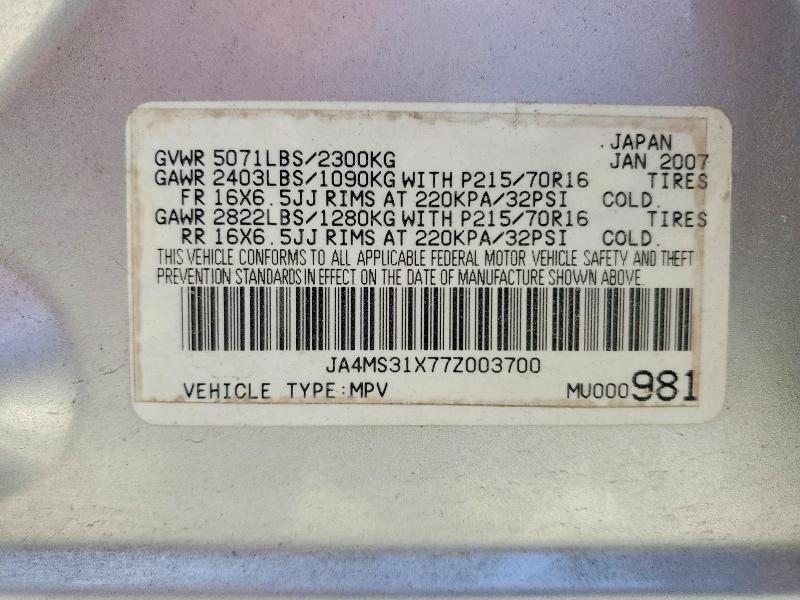 . JAPAN
GVWR 5071LBS/2300KG JAN 2007
GAWR 2403LBS/1090KG WITH P215/70R16 TIRES
FR 16X6.5JJ RIMS AT 220KPA/32PSI COLD.
GAWR 2822LBS/1280KG WITH P215/70R16 TIRES
RR 16X6.5JJ RIMS AT 220KPA/32PSI COLD.
THIS VEHICLE CONFORMS TO ALL APPLICABLE FEDERAL MOTOR VEHICLE SAFETY AND THEFT
PREVENTION STANDARDS IN EFFECT ON THE DATE OF MANUFACTURE SHOWN ABOVE.
JA4MS31X77Z003700
VEHICLE TYPE:MPV MU000981